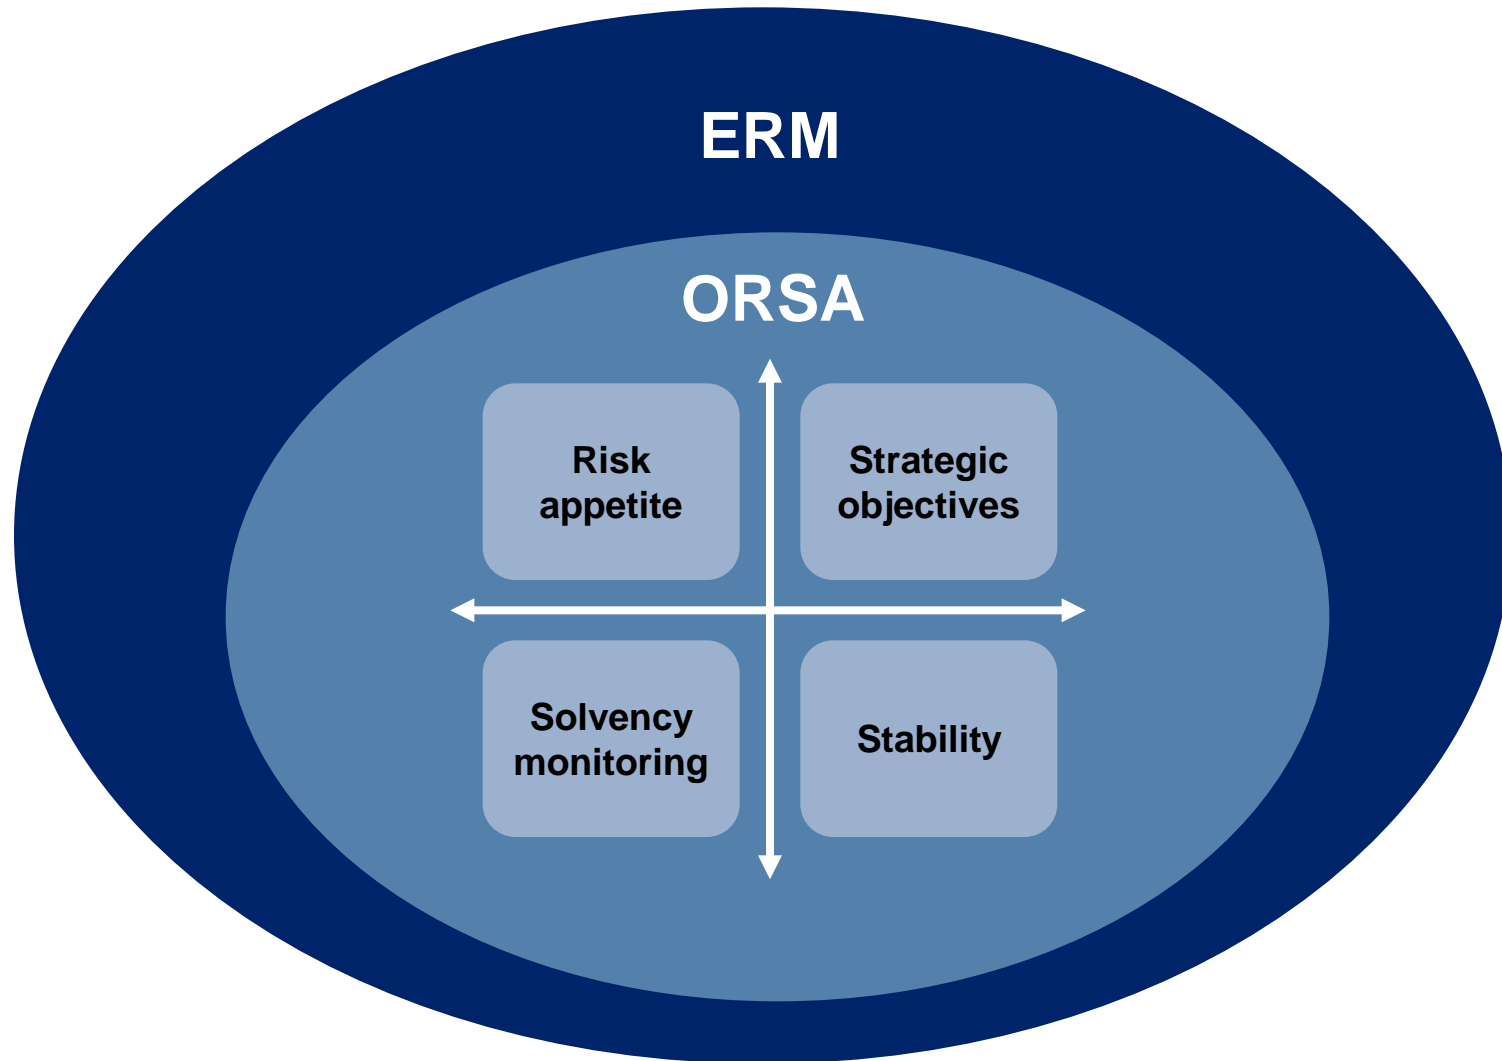 ERM
ORSA
Risk
appetite
Strategic
objectives
Solvency
monitoring
Stability